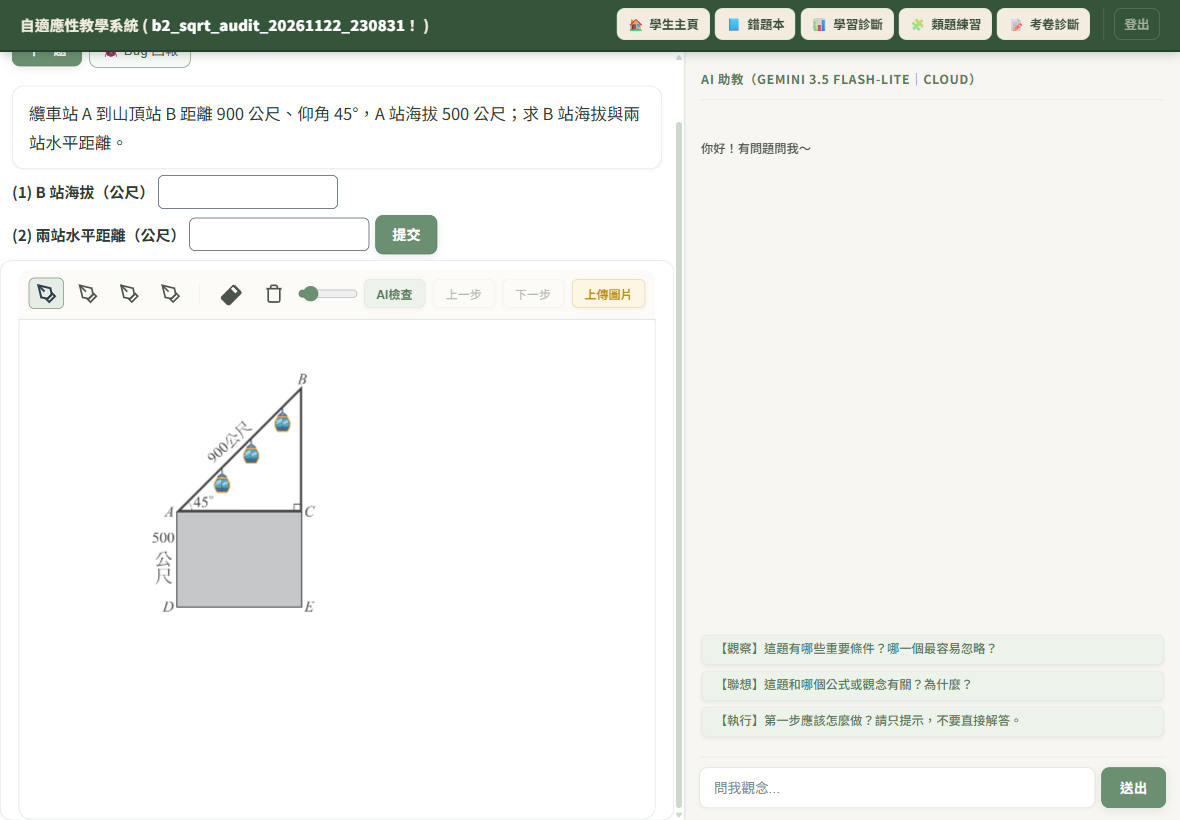 自適應性教學系統 ( b2_sqrt_audit_20261122_230831！)
學生主頁
錯題本
學習診斷
類題練習
考卷診斷
登出
Bug 回報
纜車站 A 到山頂站 B 距離 900 公尺、仰角 45°，A 站海拔 500 公尺；求 B 站海拔與兩
站水平距離。
(1) B 站海拔（公尺）
(2) 兩站水平距離（公尺）
提交
AI檢查
上一步
下一步
上傳圖片
B
900公尺
45°
A
C
500
公
尺
D
E
AI 助教（GEMINI 3.5 FLASH-LITE｜CLOUD）
你好！有問題問我～
【觀察】這題有哪些重要條件？哪一個最容易忽略？
【聯想】這題和哪個公式或觀念有關？為什麼？
【執行】第一步應該怎麼做？請只提示，不要直接解答。
問我觀念...
送出